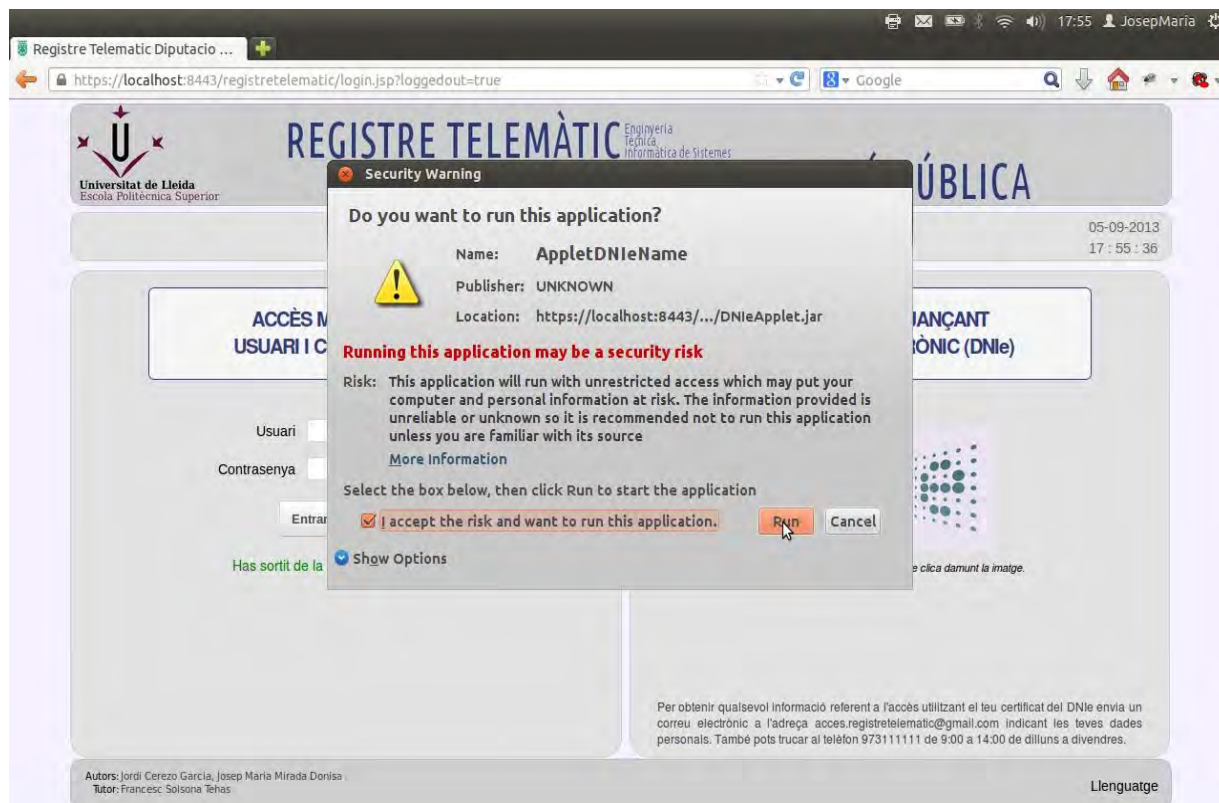 17:55 JosepMaria
Registre Telematic Diputacio ...
https://localhost:8443/registretelematic/login.jsp?loggedout=true
Google
Universitat de Lleida
Escola Politècnica Superior
REGISTRE TELEMÀTIC
Enginyeria
Tècnica
Informàtica de Sistemes
ÚBLICA
05-09-2013
17 : 55 : 36
ACCÈS M
USUARI I C
JANÇANT
RÒNIC (DNIe)
Usuari
Contrasenya
Entrar
Has sortit de la
e clica damunt la imatge.
Security Warning
Do you want to run this application?
Name: AppletDNIeName
Publisher: UNKNOWN
Location: https://localhost:8443/.../DNIeApplet.jar
Running this application may be a security risk
Risk: This application will run with unrestricted access which may put your
computer and personal information at risk. The information provided is
unreliable or unknown so it is recommended not to run this application
unless you are familiar with its source
More Information
Select the box below, then click Run to start the application
I accept the risk and want to run this application.
Run
Cancel
Show Options
Per obtenir qualsevol informació referent a l'accès utilitzant el teu certificat del DNIe envia un
correu electrònic a l'adreça acces.registretelematic@gmail.com indicant les teves dades
personals. També pots trucar al telèfon 973111111 de 9:00 a 14:00 de dilluns a divendres.
Autors: Jordi Cerezo Garcia, Josep Maria Mirada Donisa
Tutor: Francesc Solsona Tehas
Llenguatge